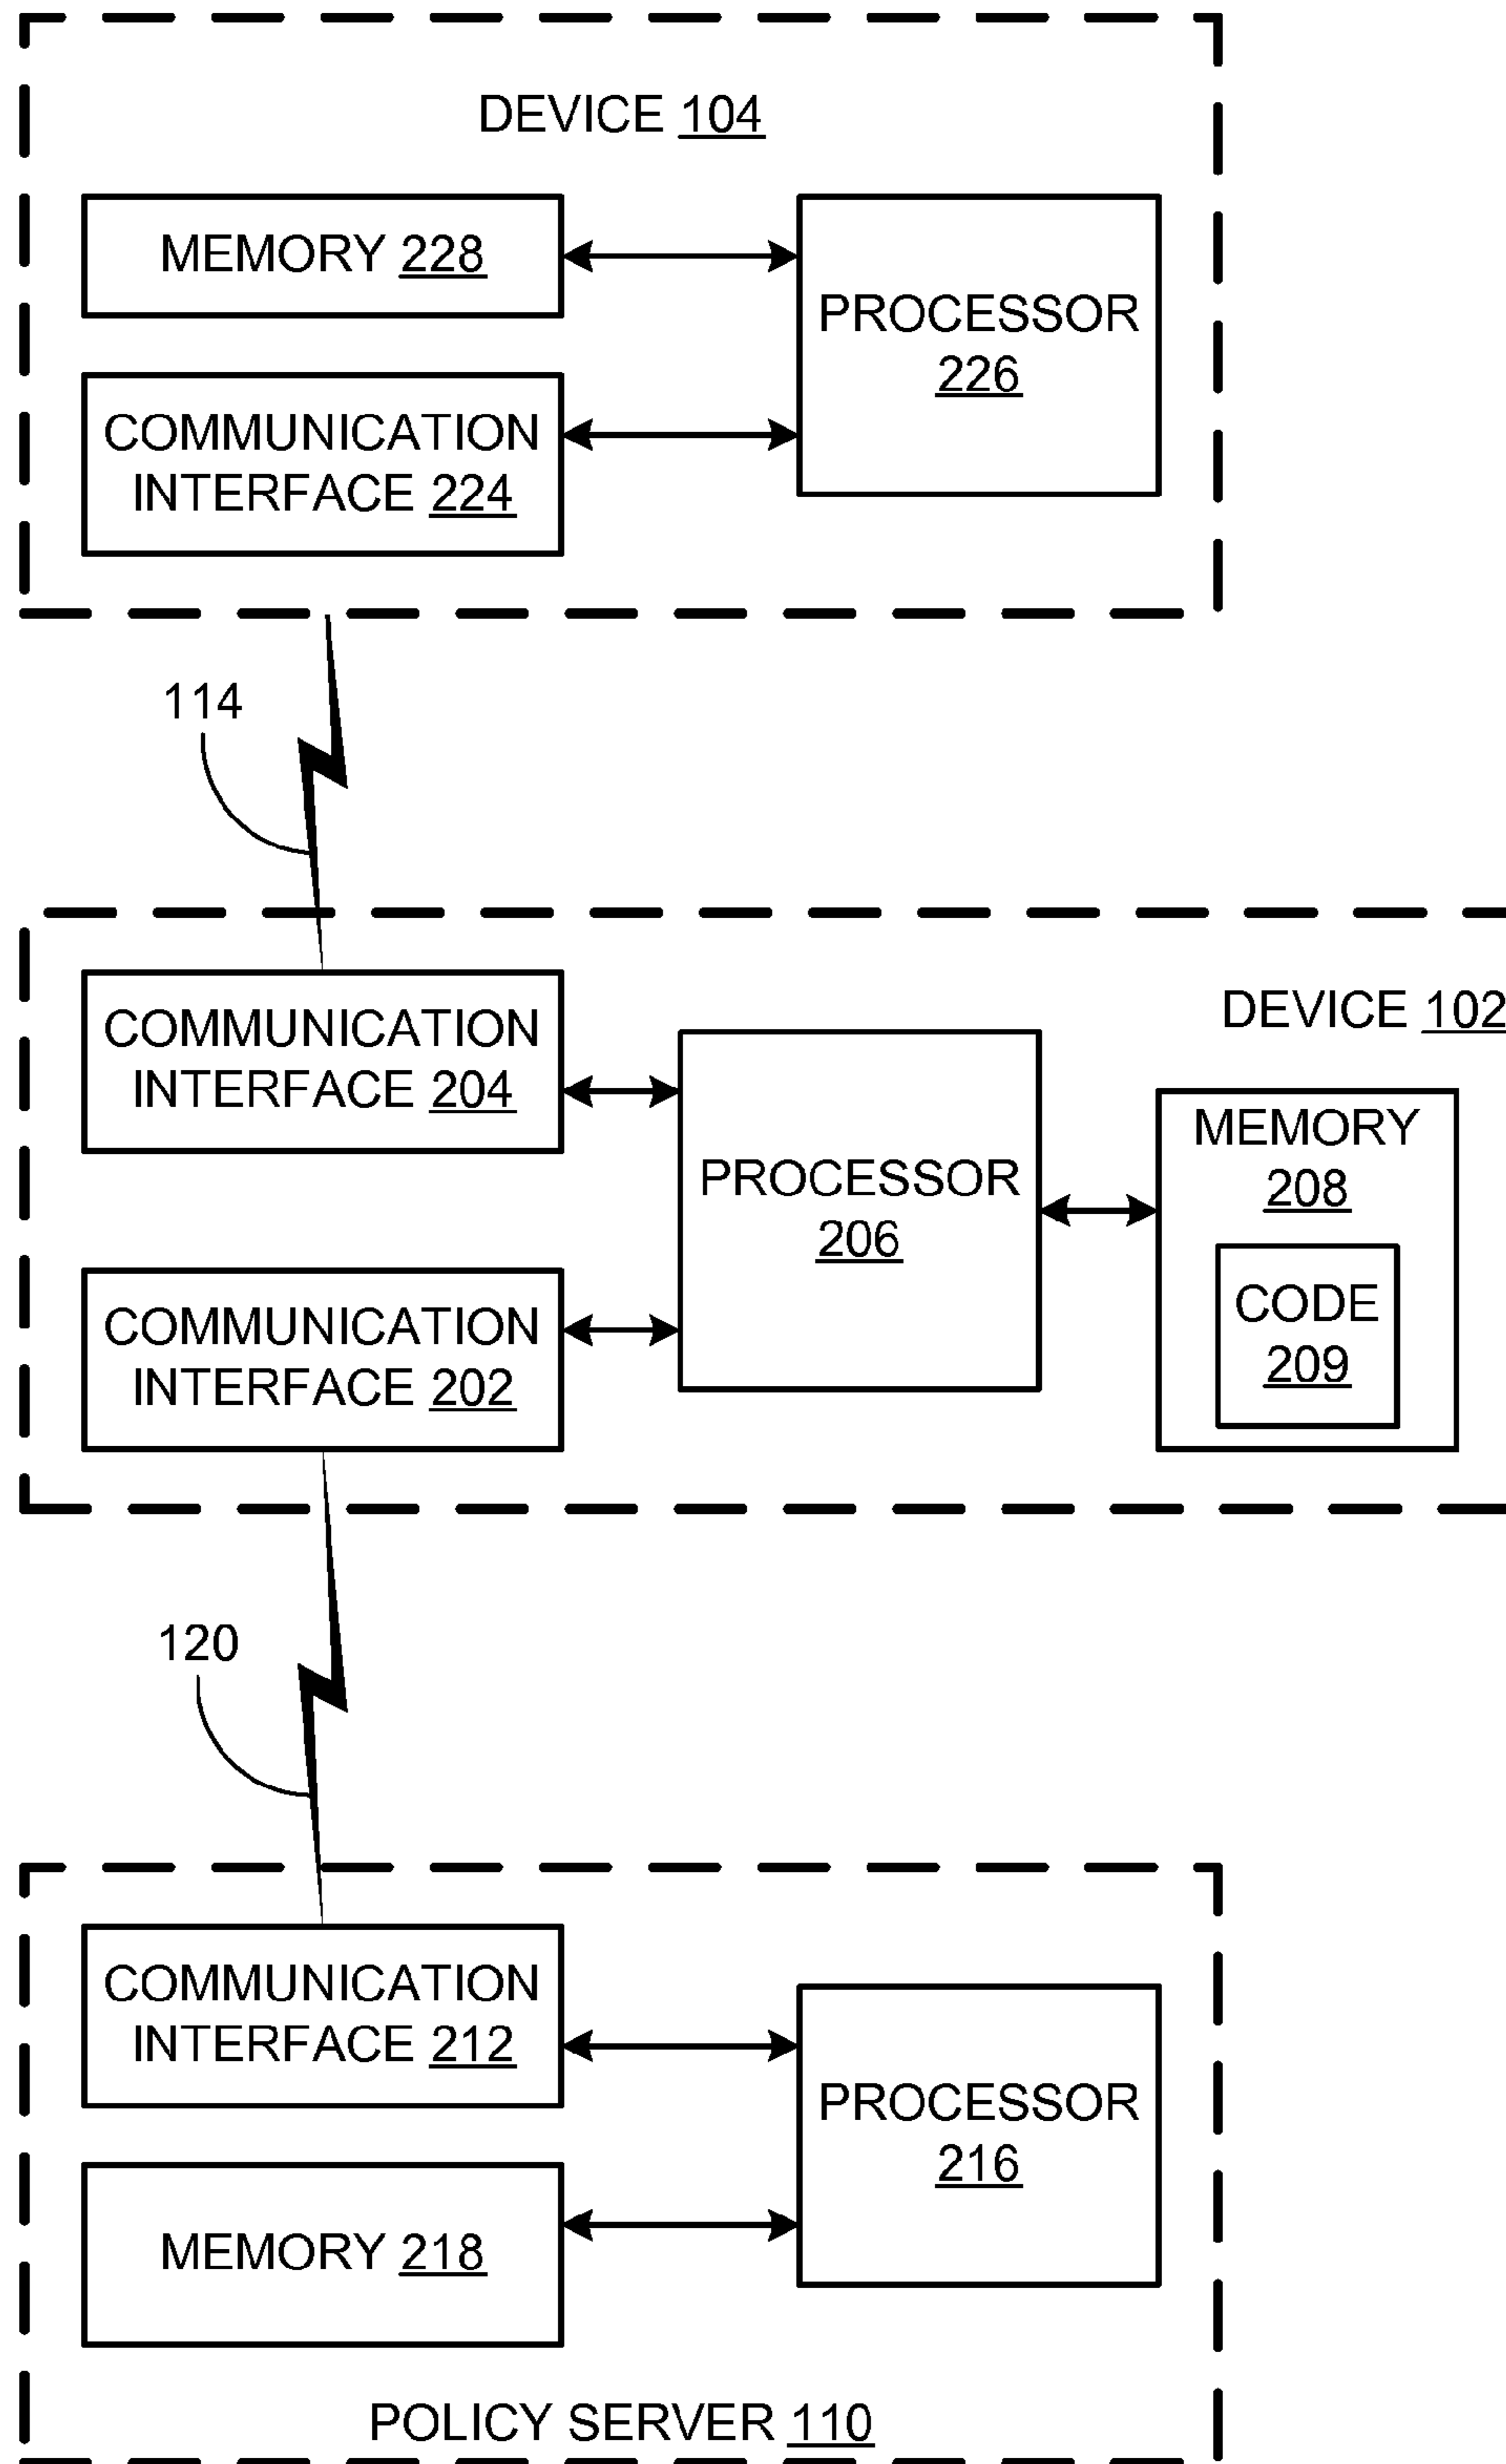 DEVICE 104
MEMORY 228
PROCESSOR
226
COMMUNICATION
INTERFACE 224
114
COMMUNICATION
INTERFACE 204
DEVICE 102
PROCESSOR
206
MEMORY
208
CODE
209
COMMUNICATION
INTERFACE 202
120
COMMUNICATION
INTERFACE 212
PROCESSOR
216
MEMORY 218
POLICY SERVER 110